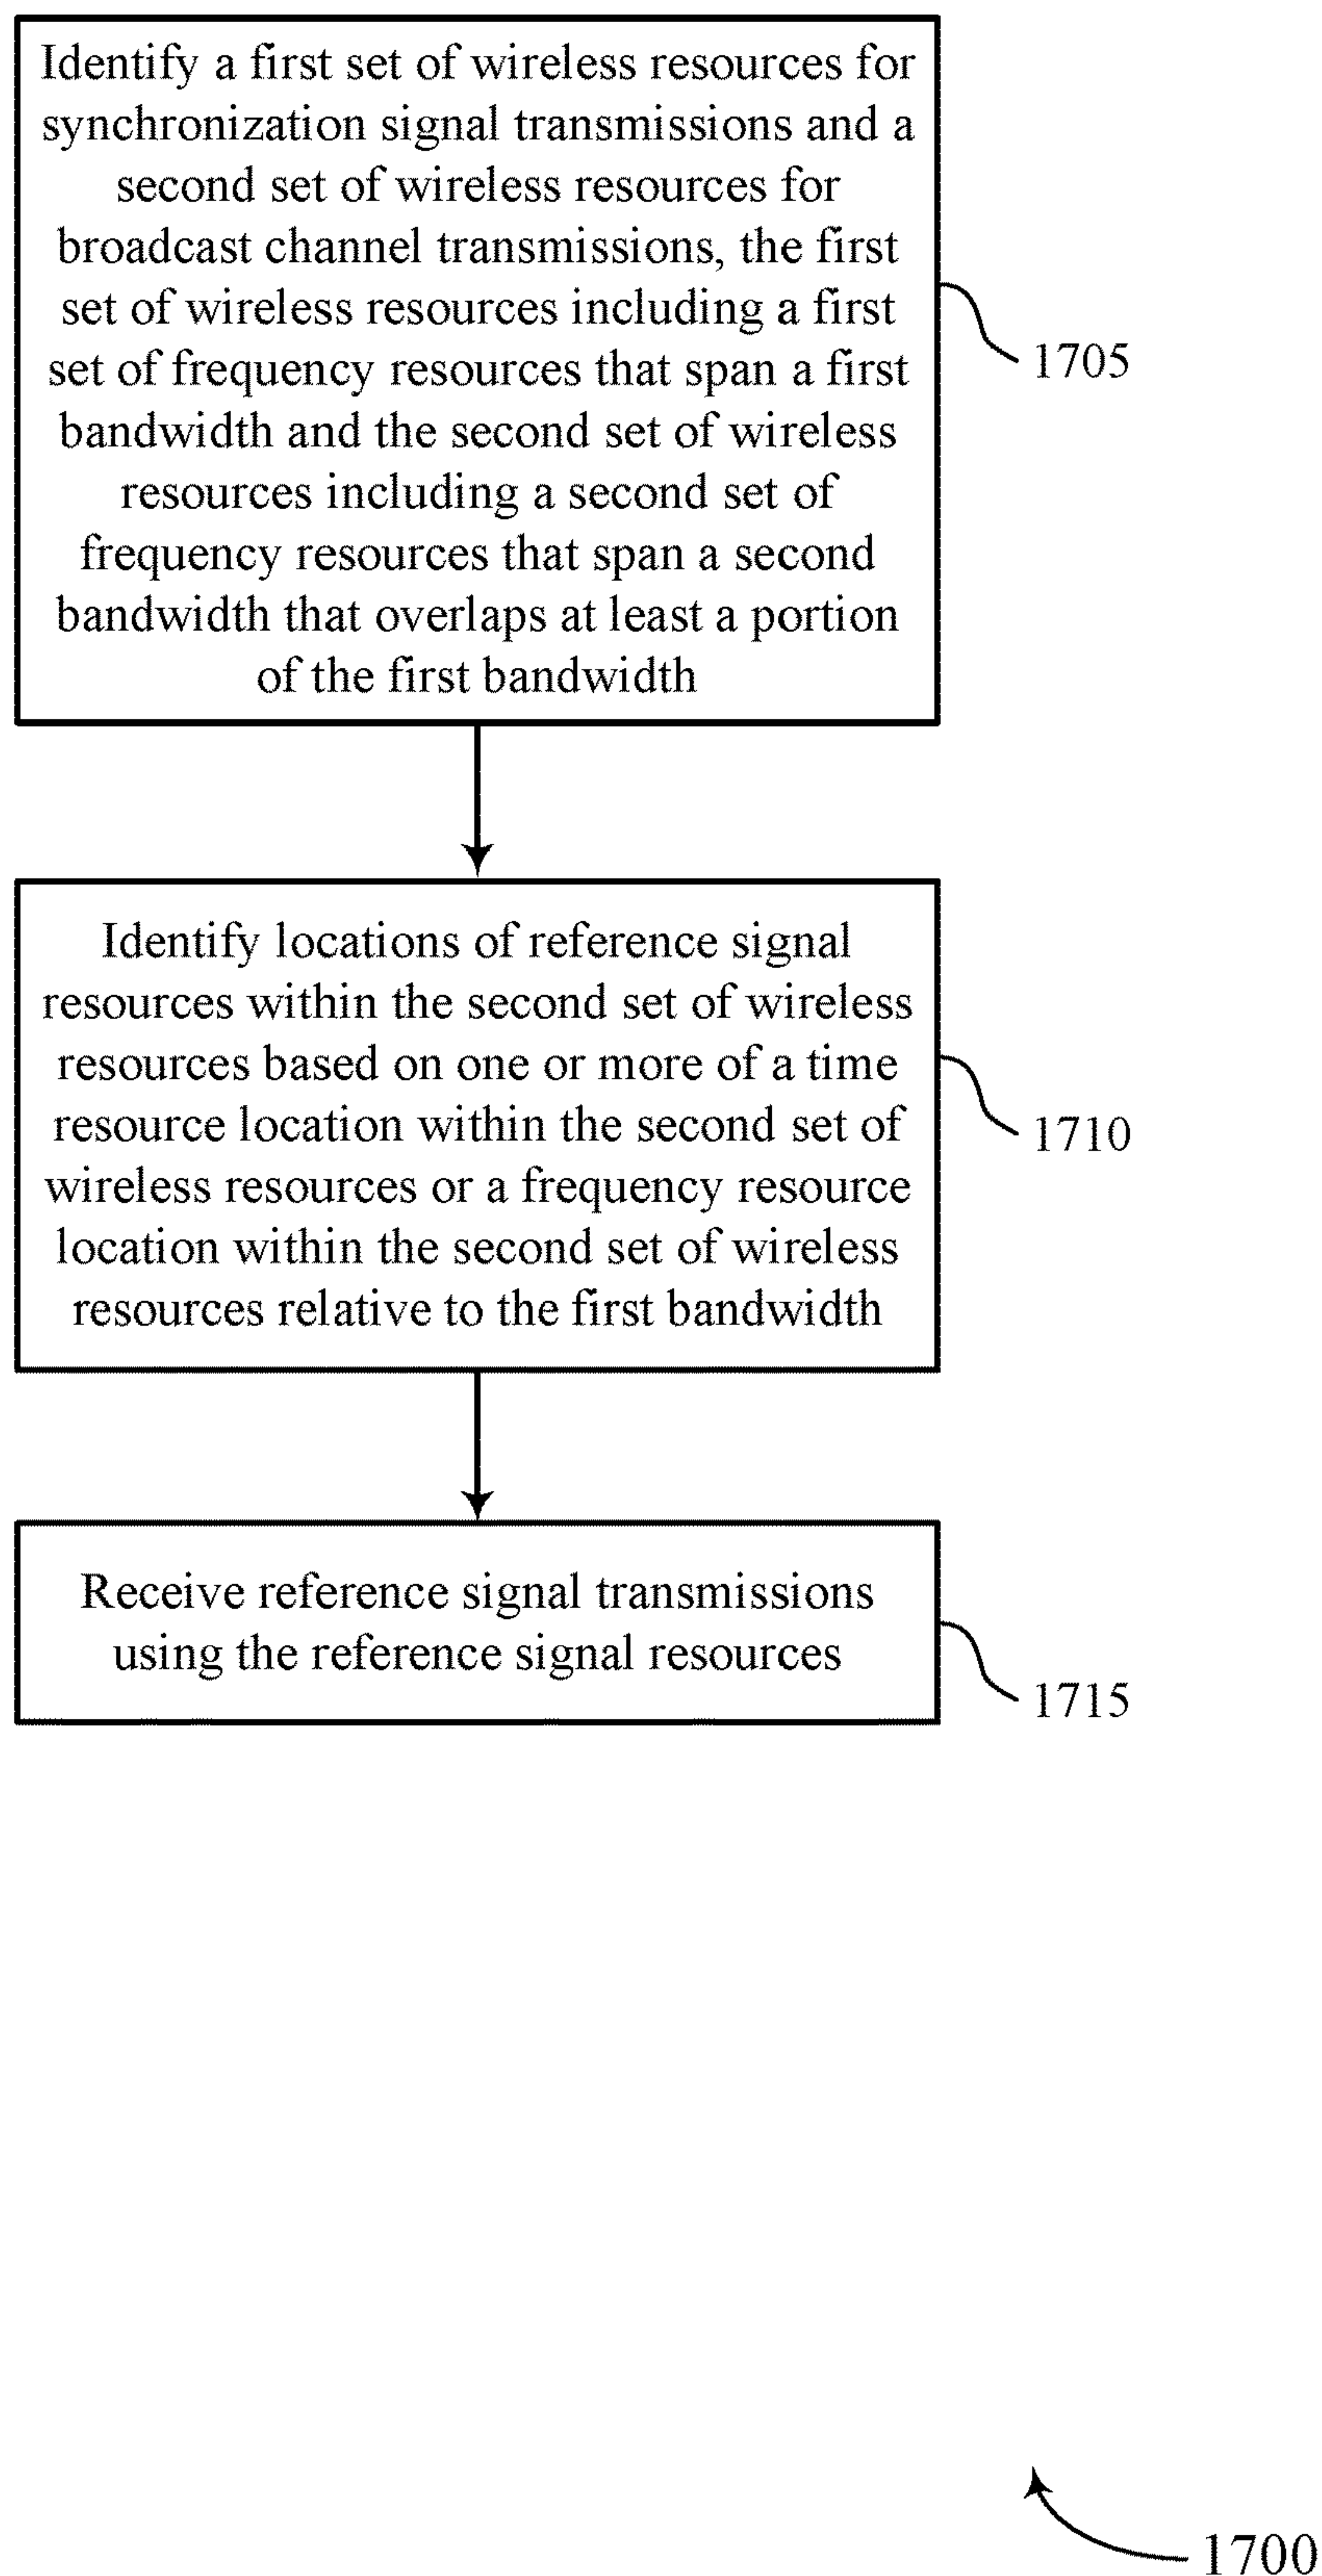 Identify a first set of wireless resources for
synchronization signal transmissions and a
second set of wireless resources for
broadcast channel transmissions, the first
set of wireless resources including a first
set of frequency resources that span a first
bandwidth and the second set of wireless
resources including a second set of
frequency resources that span a second
bandwidth that overlaps at least a portion
of the first bandwidth
1705
Identify locations of reference signal
resources within the second set of wireless
resources based on one or more of a time
resource location within the second set of
wireless resources or a frequency resource
location within the second set of wireless
resources relative to the first bandwidth
1710
Receive reference signal transmissions
using the reference signal resources
1715
1700